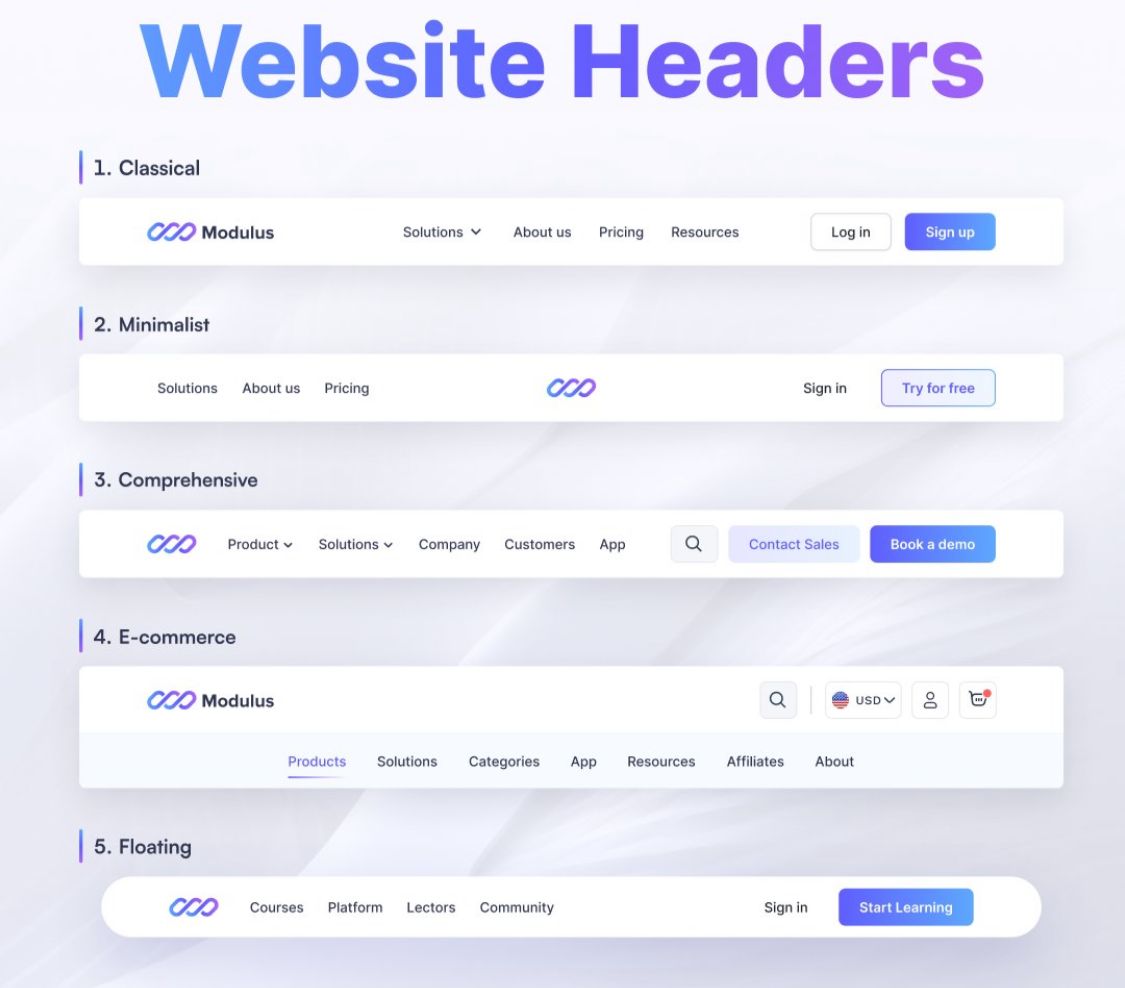 Website Headers
1. Classical
Modulus Solutions About us Pricing Resources Log in Sign up
2. Minimalist
Solutions About us Pricing Sign in Try for free
3. Comprehensive
Product Solutions Company Customers App Contact Sales Book a demo
4. E-commerce
Modulus USD
Products Solutions Categories App Resources Affiliates About
5. Floating
Courses Platform Lectors Community Sign in Start Learning